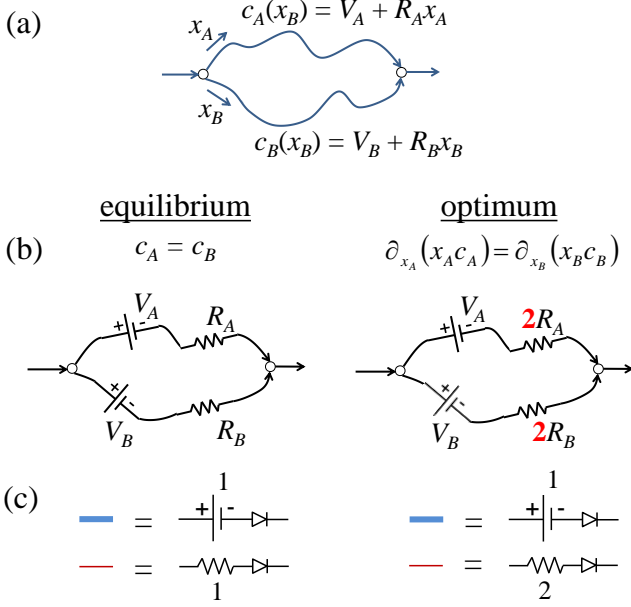 (a)
x_A
c_A(x_B) = V_A + R_A x_A
x_B
c_B(x_B) = V_B + R_B x_B
equilibrium
optimum
(b)
c_A = c_B
∂_{x_A}(x_A c_A) = ∂_{x_B}(x_B c_B)
V_A
R_A
+ -
+ -
V_B
R_B
V_A
2R_A
+ -
+ -
V_B
2R_B
(c)
1
= + -
=
1
1
= + -
=
2